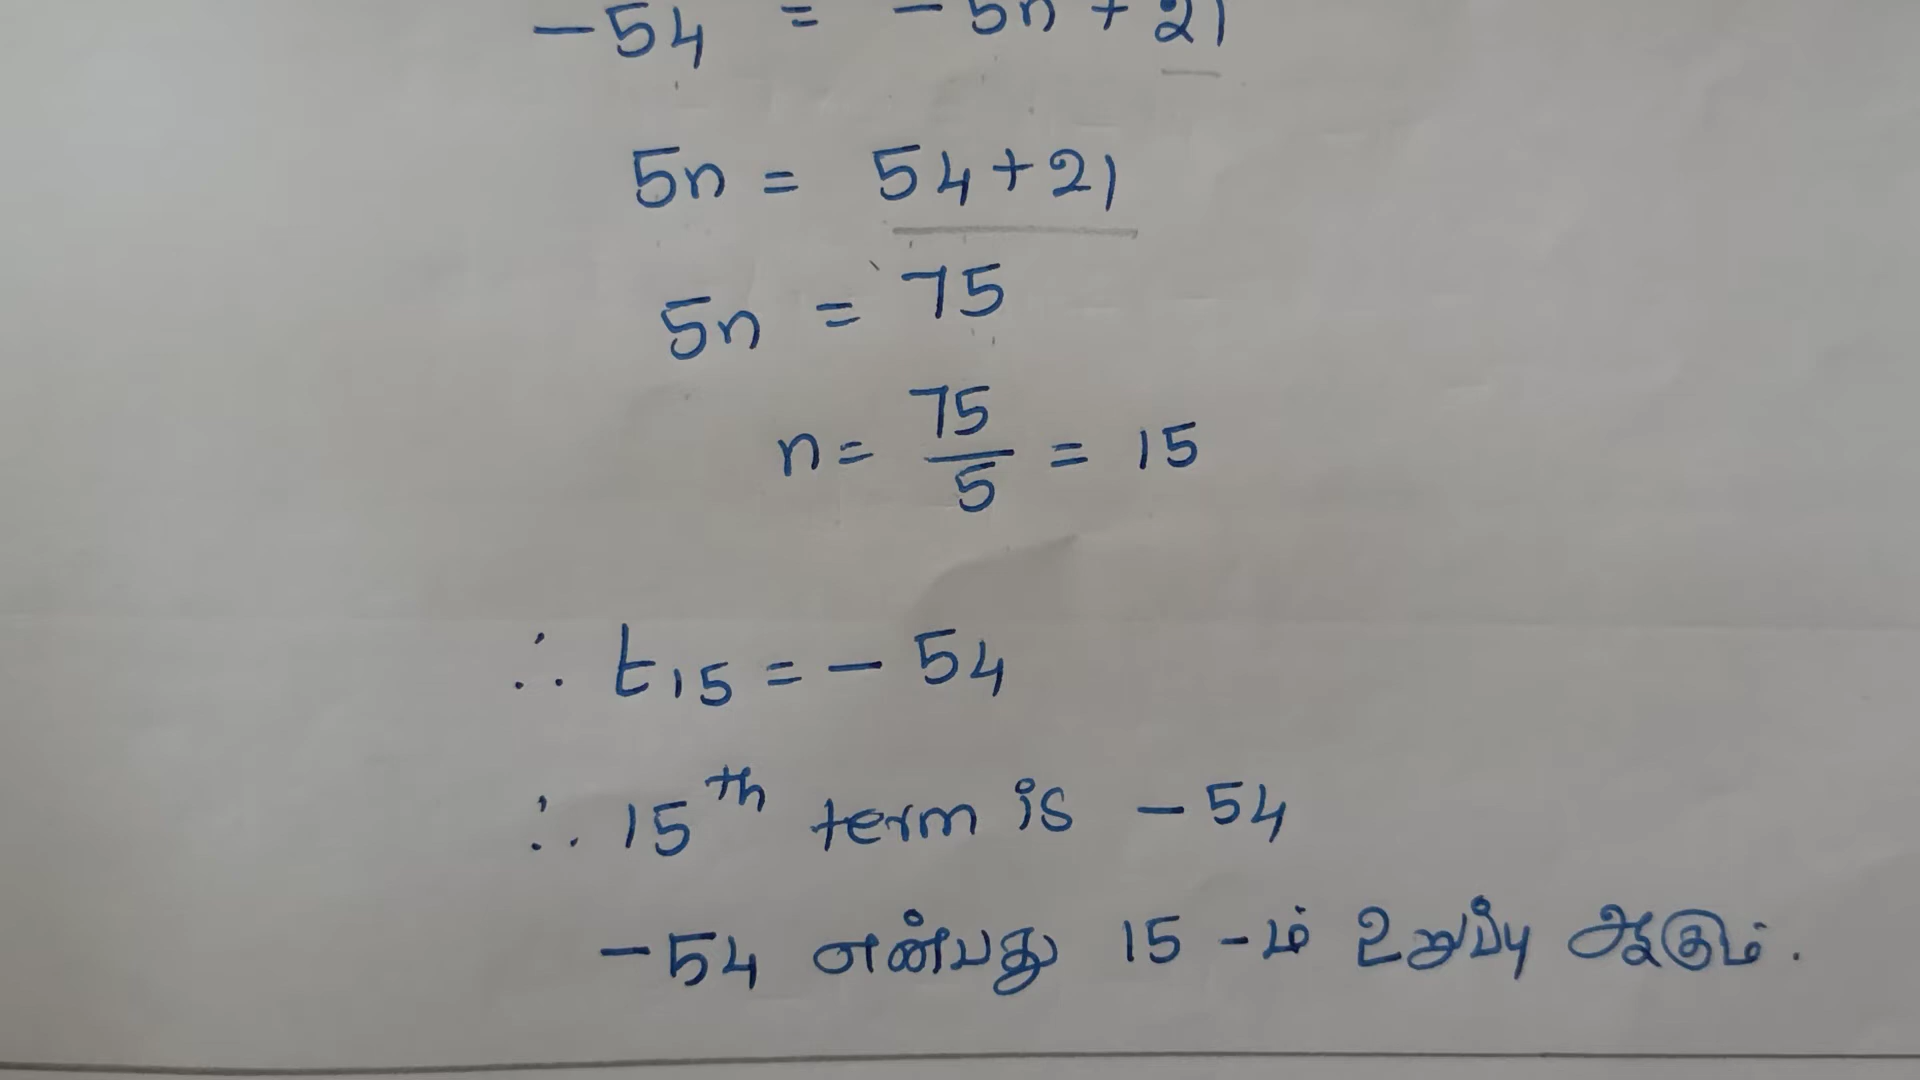 -54 = -5n + 21
5n = 54+21
5n = 75
n = 75/5 = 15
∴ t15 = -54
∴ 15th term is -54
-54 என்பது 15 -ம் உறுப்பு ஆகும்.